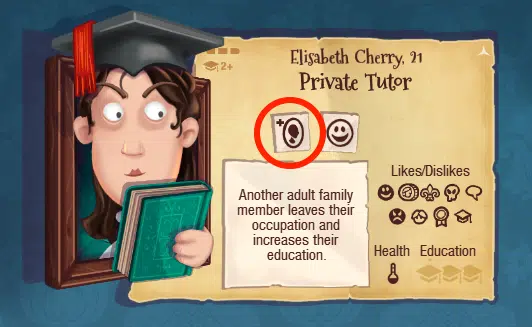 2+
Elisabeth Cherry, 21
Private Tutor
+
Another adult family
member leaves their
occupation and
increases their
education.
Likes/Dislikes
Health Education